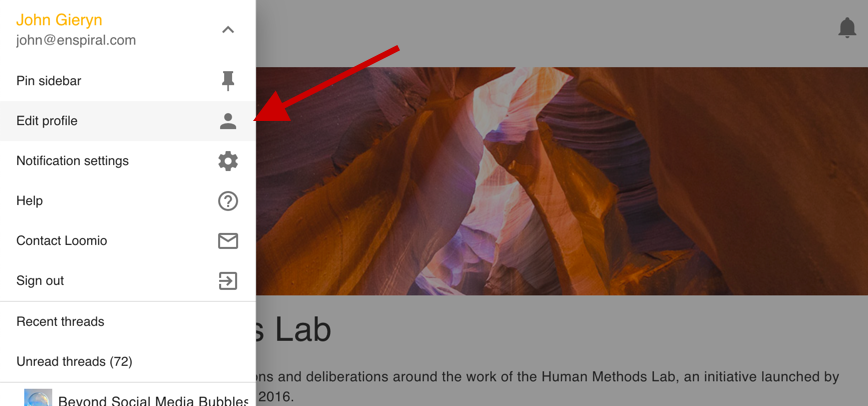 John Gieryn
john@enspiral.com
Pin sidebar
Edit profile
Notification settings
Help
Contact Loomio
Sign out
Recent threads
Unread threads (72)
Beyond Social Media Bubbles
s Lab
ons and deliberations around the work of the Human Methods Lab, an initiative launched by
2016.